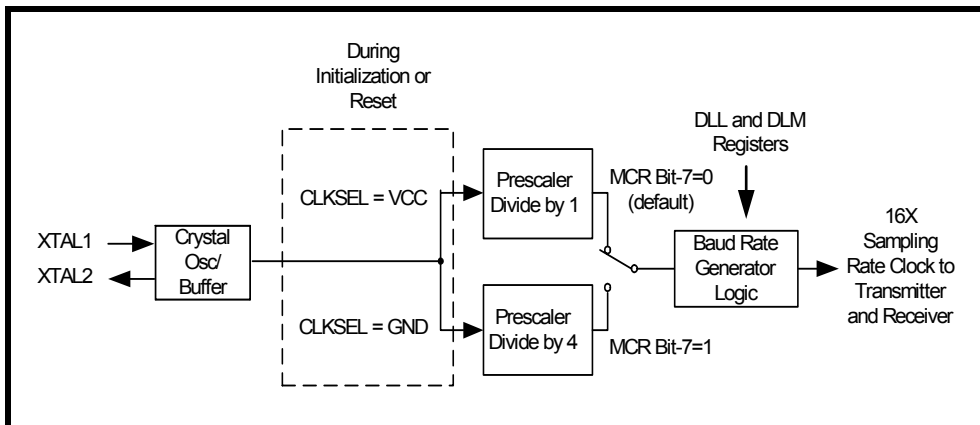 During
Initialization or
Reset
DLL and DLM
Registers
CLKSEL = VCC
Prescaler
Divide by 1
MCR Bit-7=0
(default)
XTAL1
XTAL2
Crystal
Osc/
Buffer
Baud Rate
Generator
Logic
16X
Sampling
Rate Clock to
Transmitter
and Receiver
CLKSEL = GND
Prescaler
Divide by 4
MCR Bit-7=1